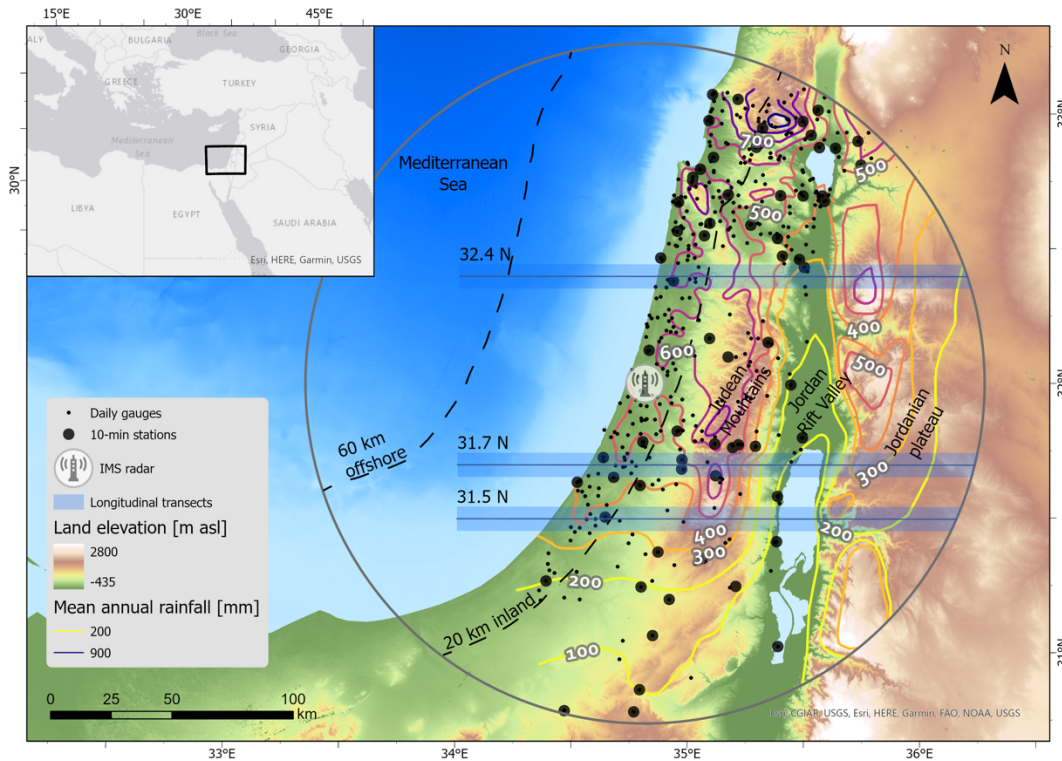 15°E
30°E
45°E
Black Sea
ALY
BULGARIA
GEORGIA
GREECE
TURKEY
SYRIA
Mediterranean
Sea
30°N
LIBYA
EGYPT
SAUDI ARABIA
Esri, HERE, Garmin, USGS
N
33°N
Mediterranean
Sea
700
500
500
32.4 N
400
600
500
32°N
Judean
Mountains
Jordan
Rift Valley
Jordanian
plateau
60 km
offshore
31.7 N
300
31.5 N
400
300
200
200
20 km inland
100
31°N
Daily gauges
10-min stations
IMS radar
Longitudinal transects
Land elevation [m asl]
2800
-435
Mean annual rainfall [mm]
200
900
0
25
50
100
km
Esri, CGIAR, USGS, Esri, HERE, Garmin, FAO, NOAA, USGS
33°E
34°E
35°E
36°E